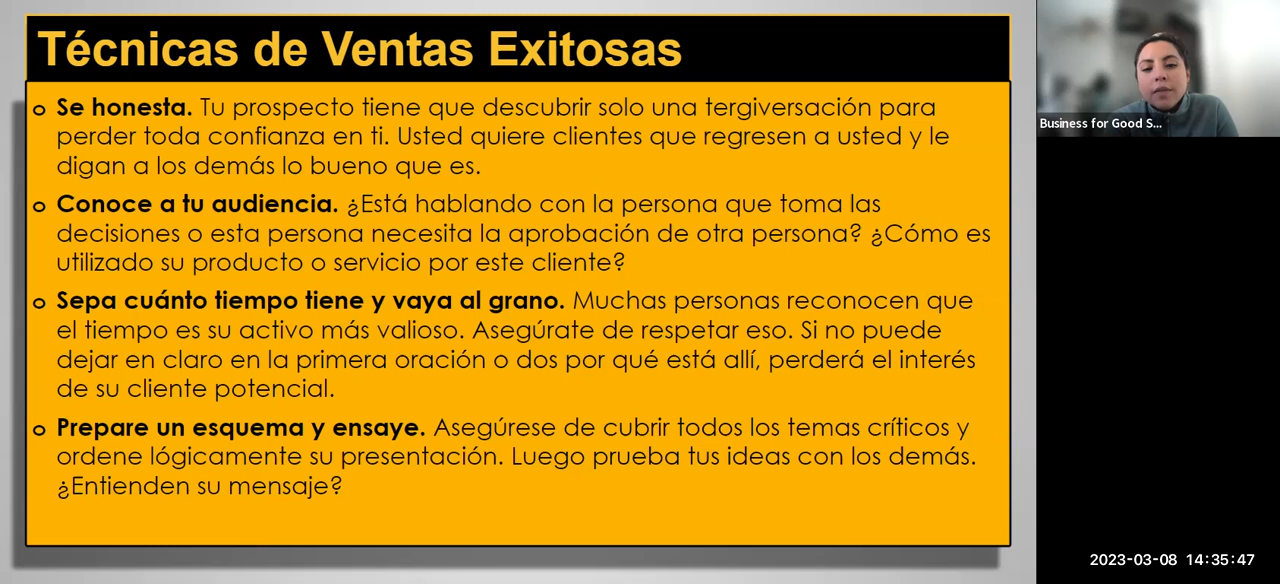 Técnicas de Ventas Exitosas
o Se honesta. Tu prospecto tiene que descubrir solo una tergiversación para
perder toda confianza en ti. Usted quiere clientes que regresen a usted y le
digan a los demás lo bueno que es.
o Conoce a tu audiencia. ¿Está hablando con la persona que toma las
decisiones o esta persona necesita la aprobación de otra persona? ¿Cómo es
utilizado su producto o servicio por este cliente?
o Sepa cuánto tiempo tiene y vaya al grano. Muchas personas reconocen que
el tiempo es su activo más valioso. Asegúrate de respetar eso. Si no puede
dejar en claro en la primera oración o dos por qué está allí, perderá el interés
de su cliente potencial.
o Prepare un esquema y ensaye. Asegúrese de cubrir todos los temas críticos y
ordene lógicamente su presentación. Luego prueba tus ideas con los demás.
¿Entienden su mensaje?
Business for Good S...
2023-03-08 14:35:47